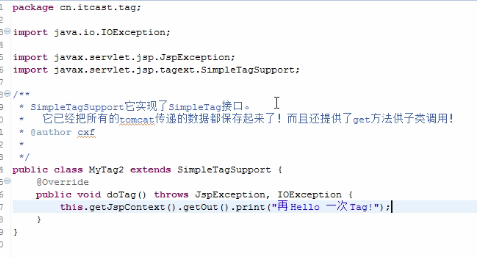 package cn.itcast.tag;
import java.io.IOException;
import javax.servlet.jsp.JspException;
import javax.servlet.jsp.tagext.SimpleTagSupport;
/**
* SimpleTagSupport它实现了SimpleTag接口。
* 它已经把所有的tomcat传递的数据都保存起来了！而且还提供了get方法供子类调用！
* @author cxf
*
*/
public class MyTag2 extends SimpleTagSupport {
@Override
public void doTag() throws JspException, IOException {
this.getJspContext().getOut().print("再Hello 一次Tag!");
}
}